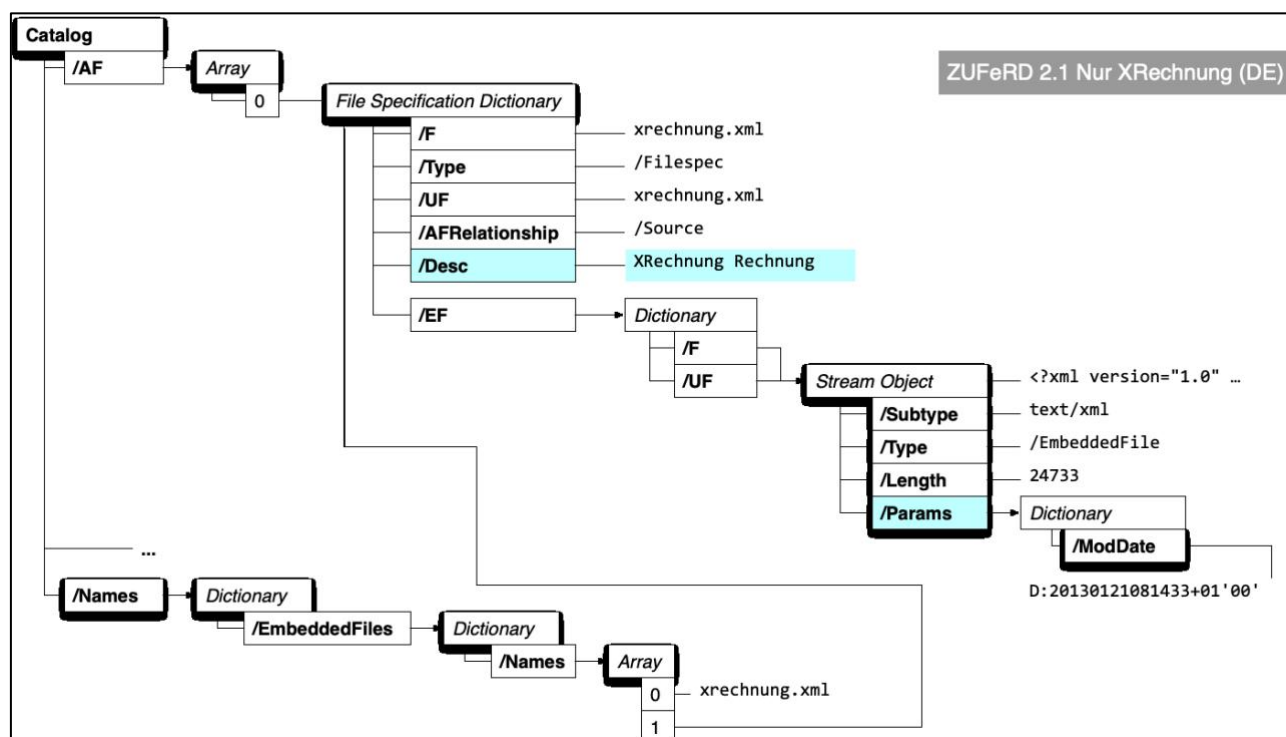 Catalog
/AF
Array
0
ZUFeRD 2.1 Nur XRechnung (DE)
File Specification Dictionary
/F xrechnung.xml
/Type /Filespec
/UF xrechnung.xml
/AFRelationship /Source
/Desc XRechnung Rechnung
/EF Dictionary
/F
/UF
Stream Object <?xml version="1.0" …
/Subtype text/xml
/Type /EmbeddedFile
/Length 24733
/Params Dictionary
/ModDate
D:20130121081433+01'00'
...
/Names Dictionary
/EmbeddedFiles Dictionary
/Names Array
0 xrechnung.xml
1